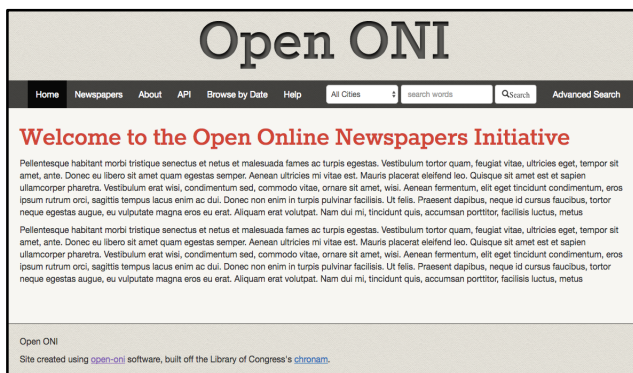 Open ONI
Home Newspapers About API Browse by Date Help All Cities search words Search Advanced Search
Welcome to the Open Online Newspapers Initiative
Pellentesque habitant morbi tristique senectus et netus et malesuada fames ac turpis egestas. Vestibulum tortor quam, feugiat vitae, ultricies eget, tempor sit
amet, ante. Donec eu libero sit amet quam egestas semper. Aenean ultricies mi vitae est. Mauris placerat eleifend leo. Quisque sit amet est et sapien
ullamcorper pharetra. Vestibulum erat wisi, condimentum sed, commodo vitae, ornare sit amet, wisi. Aenean fermentum, elit eget tincidunt condimentum, eros
ipsum rutrum orci, sagittis tempus lacus enim ac dui. Donec non enim in turpis pulvinar facilisis. Ut felis. Praesent dapibus, neque id cursus faucibus, tortor
neque egestas augue, eu vulputate magna eros eu erat. Aliquam erat volutpat. Nam dui mi, tincidunt quis, accumsan porttitor, facilisis luctus, metus
Pellentesque habitant morbi tristique senectus et netus et malesuada fames ac turpis egestas. Vestibulum tortor quam, feugiat vitae, ultricies eget, tempor sit
amet, ante. Donec eu libero sit amet quam egestas semper. Aenean ultricies mi vitae est. Mauris placerat eleifend leo. Quisque sit amet est et sapien
ullamcorper pharetra. Vestibulum erat wisi, condimentum sed, commodo vitae, ornare sit amet, wisi. Aenean fermentum, elit eget tincidunt condimentum, eros
ipsum rutrum orci, sagittis tempus lacus enim ac dui. Donec non enim in turpis pulvinar facilisis. Ut felis. Praesent dapibus, neque id cursus faucibus, tortor
neque egestas augue, eu vulputate magna eros eu erat. Aliquam erat volutpat. Nam dui mi, tincidunt quis, accumsan porttitor, facilisis luctus, metus
Open ONI
Site created using open-oni software, built off the Library of Congress's chronam.